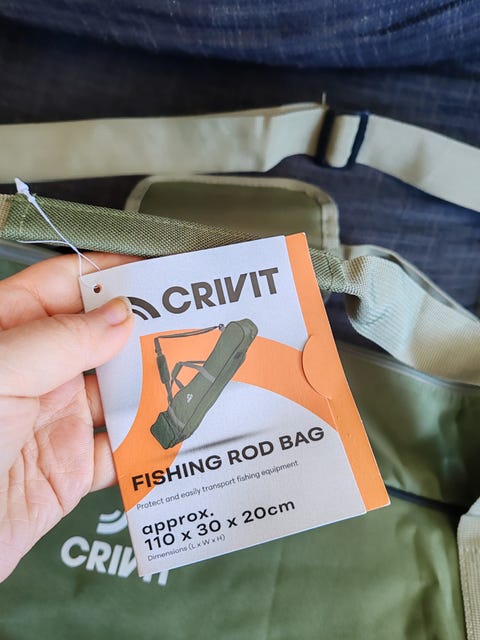 CRIVIT
FISHING ROD BAG
Protect and easily transport fishing equipment
approx.
110 x 30 x 20cm
Dimensions (L x W x H)
CRIVIT